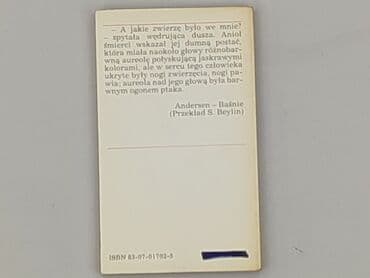 — A jakie zwierzę było we mnie?
— spytała wędrująca dusza. Anioł
śmierci wskazał jej dumną postać,
która miała naokoło głowy różnobar-
wną aureolę połyskującą jaskrawymi
kolorami, ale w sercu tego człowieka
ukryte były nogi zwierzęcia, nogi pa-
wia; aureola nad jego głową była bar-
wnym ogonem ptaka.
Andersen — Baśnie
(Przekład S. Beylin)
ISBN 83-07-01702-5